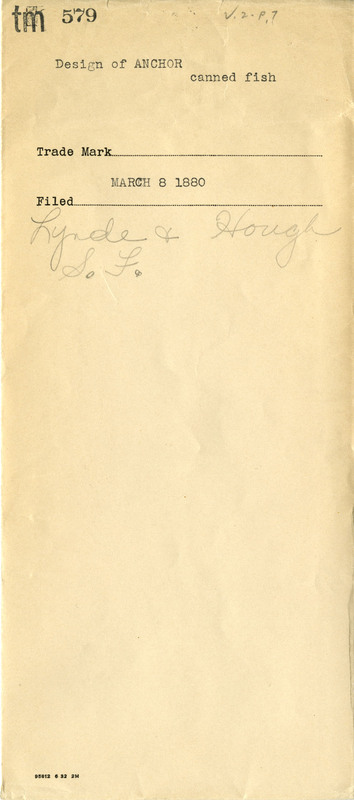 tm 579 V.2-P.7
Design of ANCHOR
canned fish
Trade Mark
MARCH 8 1880
Filed
Lynde & Hough
S. F.
95812 6 32 2M